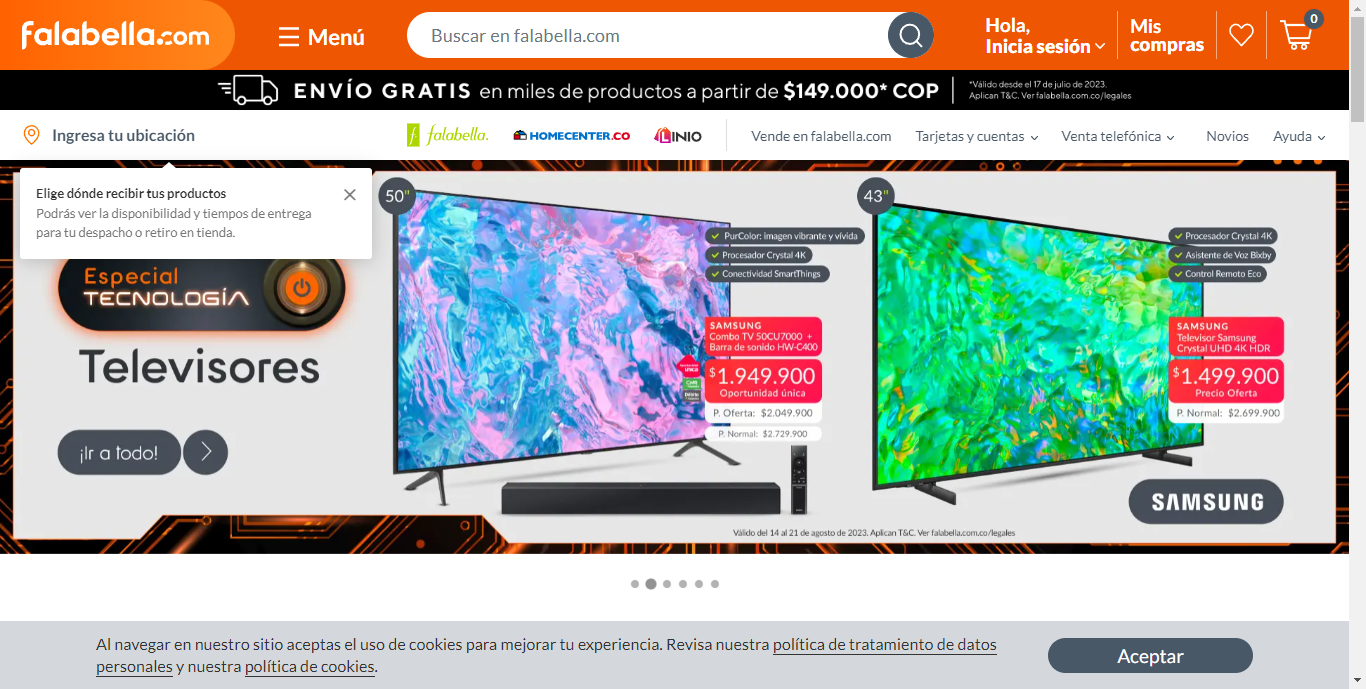 falabella.com
Menú
Buscar en falabella.com
Hola,
Inicia sesión
Mis
compras
0
ENVÍO GRATIS en miles de productos a partir de $149.000* COP
*Válido desde el 17 de julio de 2023.
Aplican T&C. Ver falabella.com.co/legales
Ingresa tu ubicación
f falabella.
HOMECENTER.CO
LINIO
Vende en falabella.com
Tarjetas y cuentas
Venta telefónica
Novios
Ayuda
Elige dónde recibir tus productos
Podrás ver la disponibilidad y tiempos de entrega
para tu despacho o retiro en tienda.
Especial
TECNOLOGÍA
Televisores
¡Ir a todo!
50"
PurColor: imagen vibrante y vívida
Procesador Crystal 4K
Conectividad SmartThings
SAMSUNG
Combo TV 50CU7000 +
Barra de sonido HW-C400
$1.949.900
Oportunidad única
P. Oferta: $2.049.900
P. Normal: $2.729.900
43"
Procesador Crystal 4K
Asistente de Voz Bixby
Control Remoto Eco
SAMSUNG
Televisor Samsung
Crystal UHD 4K HDR
$1.499.900
Precio Oferta
P. Normal: $2.699.900
SAMSUNG
Válido del 14 al 21 de agosto de 2023. Aplican T&C. Ver falabella.com.co/legales
Al navegar en nuestro sitio aceptas el uso de cookies para mejorar tu experiencia. Revisa nuestra política de tratamiento de datos
personales y nuestra política de cookies.
Aceptar